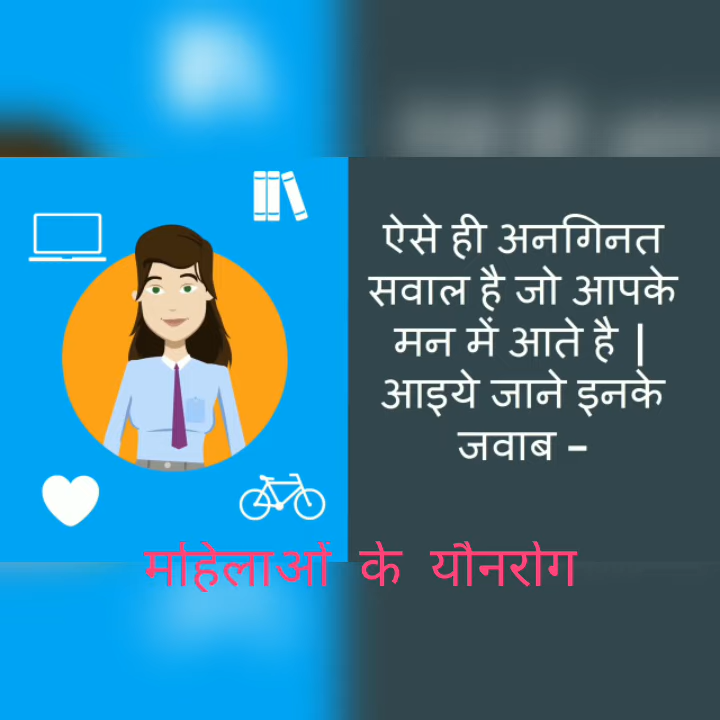 ऐसे ही अनगिनत
सवाल है जो आपके
मन में आते है |
आइये जाने इनके
जवाब –
महिलाओं के यौनरोग